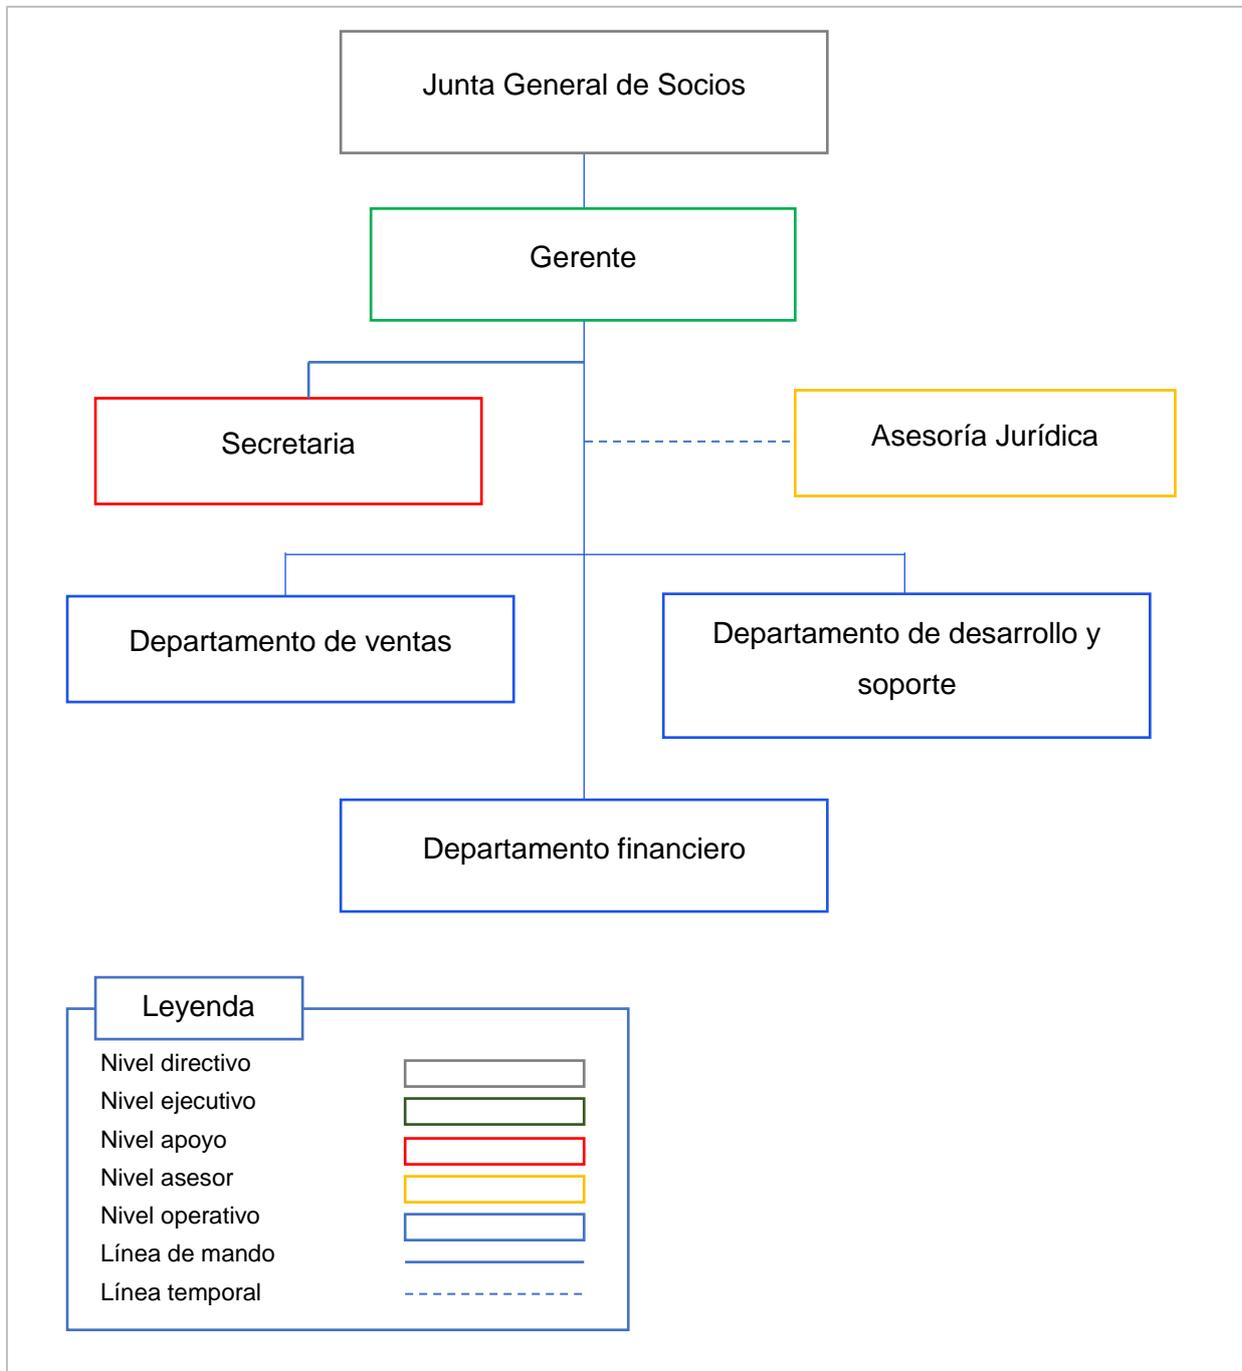 Junta General de Socios
Gerente
Secretaria
Asesoría Jurídica
Departamento de ventas
Departamento de desarrollo y
soporte
Departamento financiero
Leyenda
Nivel directivo
Nivel ejecutivo
Nivel apoyo
Nivel asesor
Nivel operativo
Línea de mando
Línea temporal